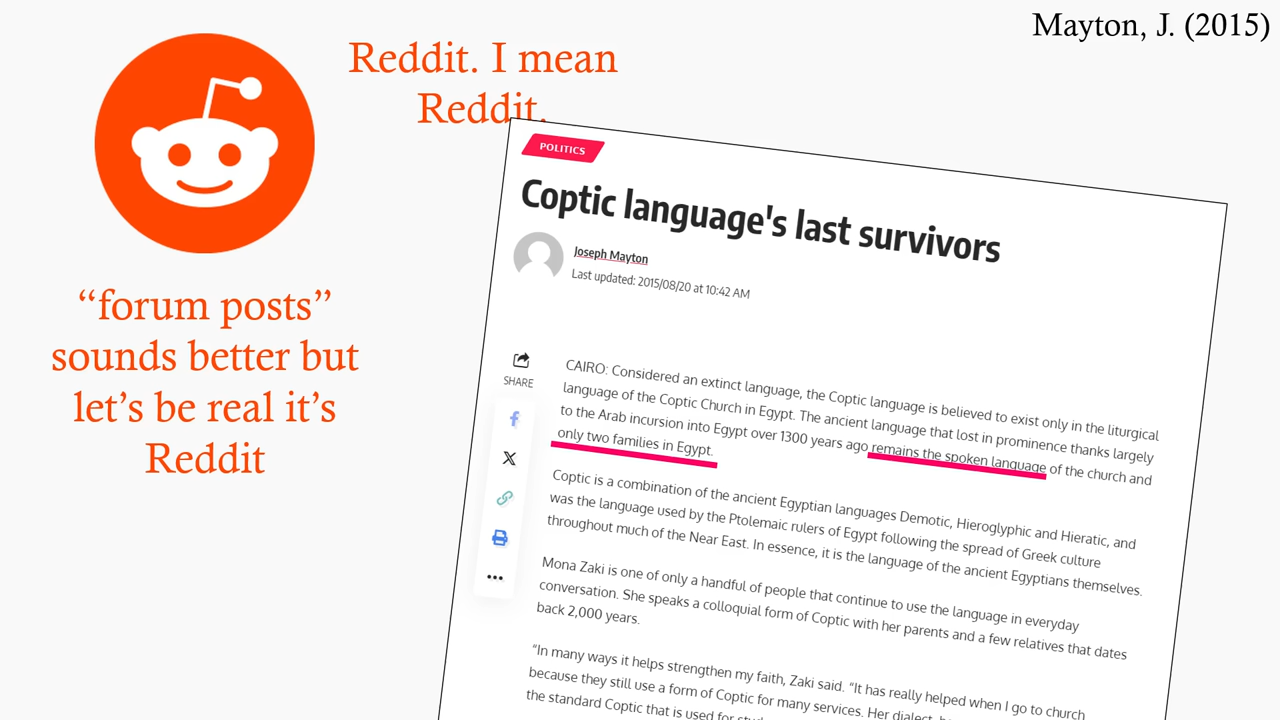 Mayton, J. (2015)
Reddit. I mean
Reddit.
“forum posts”
sounds better but
let’s be real it’s
Reddit
POLITICS
Coptic language's last survivors
Joseph Mayton
Last updated: 2015/08/20 at 10:42 AM
SHARE
CAIRO: Considered an extinct language, the Coptic language is believed to exist only in the liturgical
language of the Coptic Church in Egypt. The ancient language that lost in prominence thanks largely
to the Arab incursion into Egypt over 1300 years ago remains the spoken language of the church and
only two families in Egypt.
Coptic is a combination of the ancient Egyptian languages Demotic, Hieroglyphic and Hieratic, and
was the language used by the Ptolemaic rulers of Egypt following the spread of Greek culture
throughout much of the Near East. In essence, it is the language of the ancient Egyptians themselves.
Mona Zaki is one of only a handful of people that continue to use the language in everyday
conversation. She speaks a colloquial form of Coptic with her parents and a few relatives that dates
back 2,000 years.
“In many ways it helps strengthen my faith, Zaki said. “It has really helped when I go to church
because they still use a form of Coptic for many services. Her dialect,
the standard Coptic that is used for